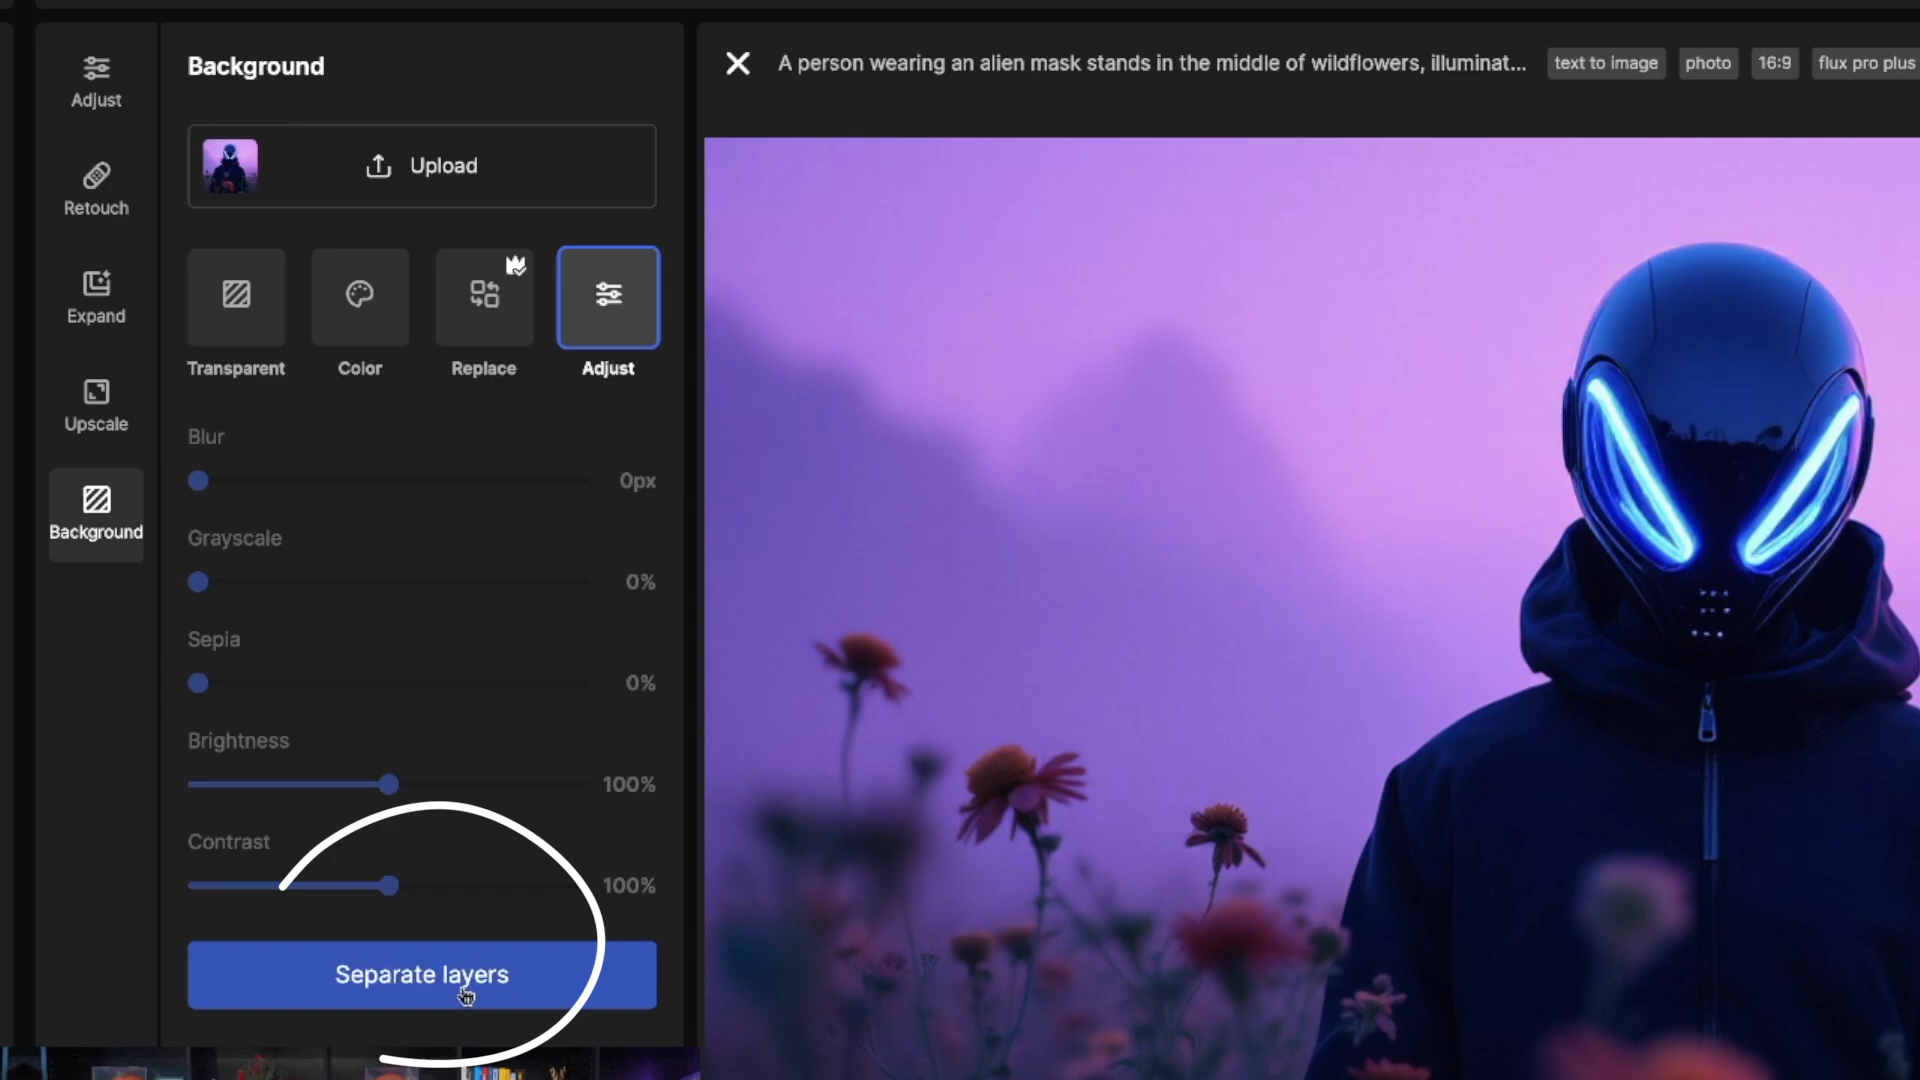 Adjust
Retouch
Expand
Upscale
Background
Background
Upload
Transparent
Color
Replace
Adjust
Blur
0px
Grayscale
0%
Sepia
0%
Brightness
100%
Contrast
100%
Separate layers
A person wearing an alien mask stands in the middle of wildflowers, illuminat...
text to image
photo
16:9
flux pro plus